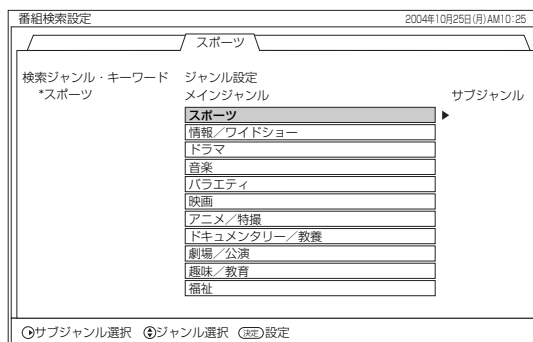 番組検索設定 2004年10月25日(月)AM10:25
スポーツ
検索ジャンル・キーワード ジャンル設定
*スポーツ メインジャンル サブジャンル
スポーツ
情報／ワイドショー
ドラマ
音楽
バラエティ
映画
アニメ／特撮
ドキュメンタリー／教養
劇場／公演
趣味／教育
福祉
サブジャンル選択 ジャンル選択 決定 設定